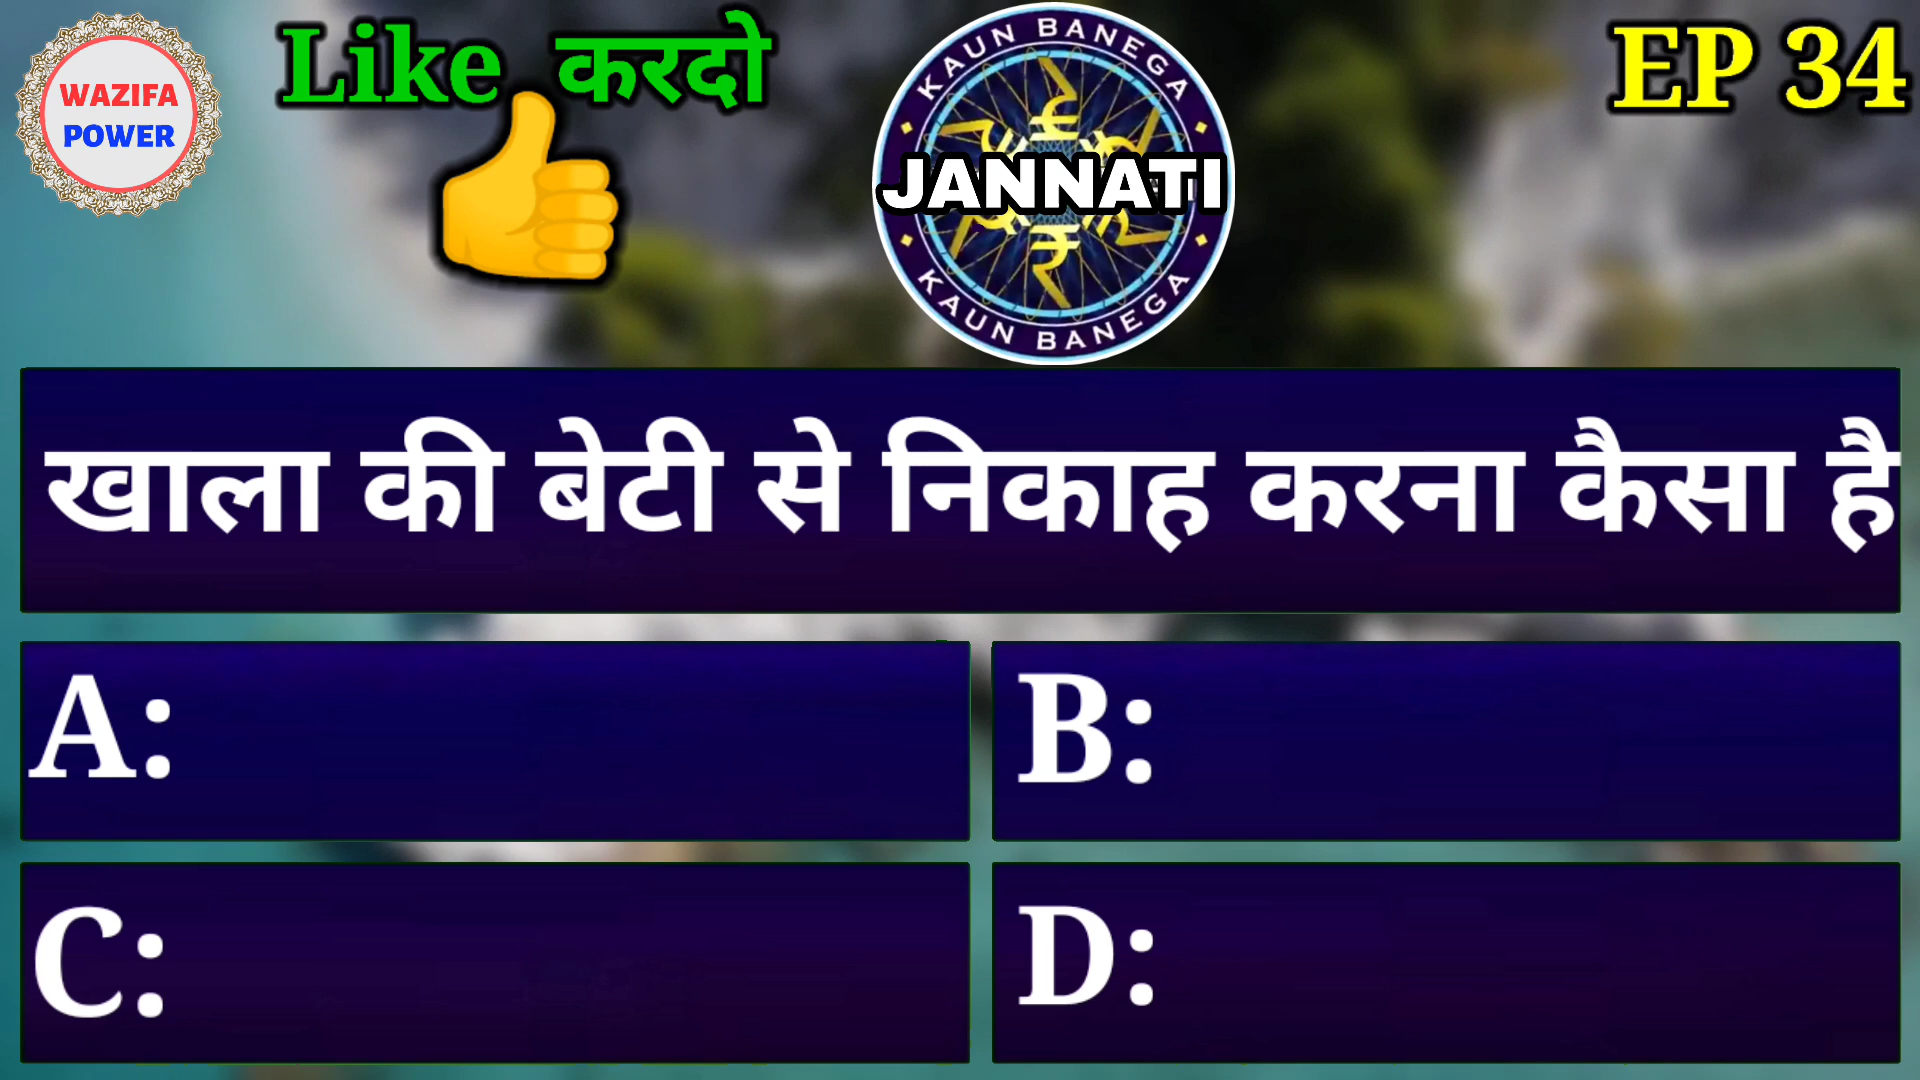 WAZIFA
POWER
Like करदो
KAUN BANEGA
JANNATI
KAUN BANEGA
EP 34
खाला की बेटी से निकाह करना कैसा है
A:
B:
C:
D: